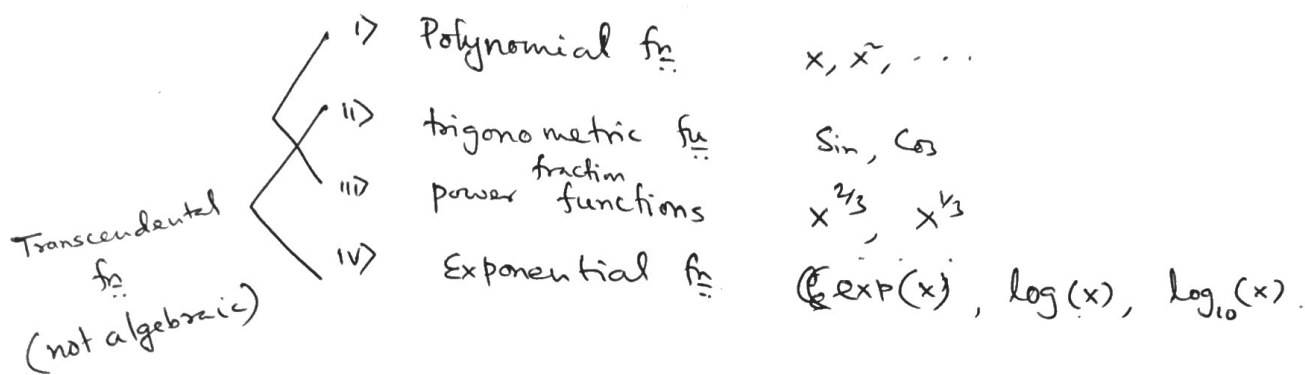 i> Polynomial fn x, x², ...
ii> trigonometric fn Sin, Cos
fraction
iii> power functions x^2/3, x^1/3
Transcendental
fn
(not algebraic)
iv> Exponential fn exp(x), log(x), log₁₀(x).